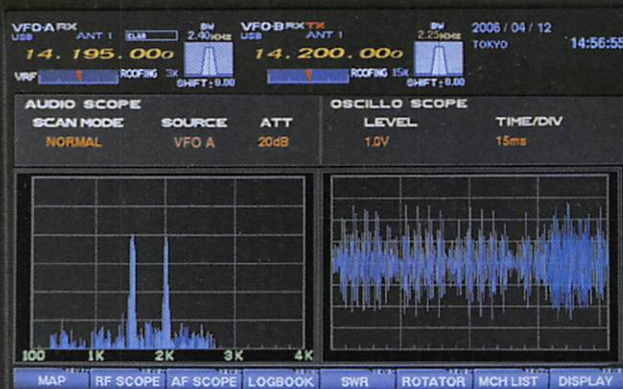 VFO-A RX BW VFO-B RX TX BW 2006 / 04 / 12
USB ANT 1 CLAR 2.40KHZ USB ANT 1 2.25KHZ TOKYO 14:56:55
14. 195. 00o 14. 200. 00o
VRF ROOFING 3K ROOFING 15K
SHIFT± 0.00 SHIFT± 0.00
AUDIO SCOPE OSCILLO SCOPE
SCAN MODE SOURCE ATT LEVEL TIME/DIV
NORMAL VFO A 20dB 1.0V 15ms
100 1K 2K 3K 4K
MAP RF SCOPE AF SCOPE LOGBOOK SWR ROTATOR MCH LIST DISPLAY